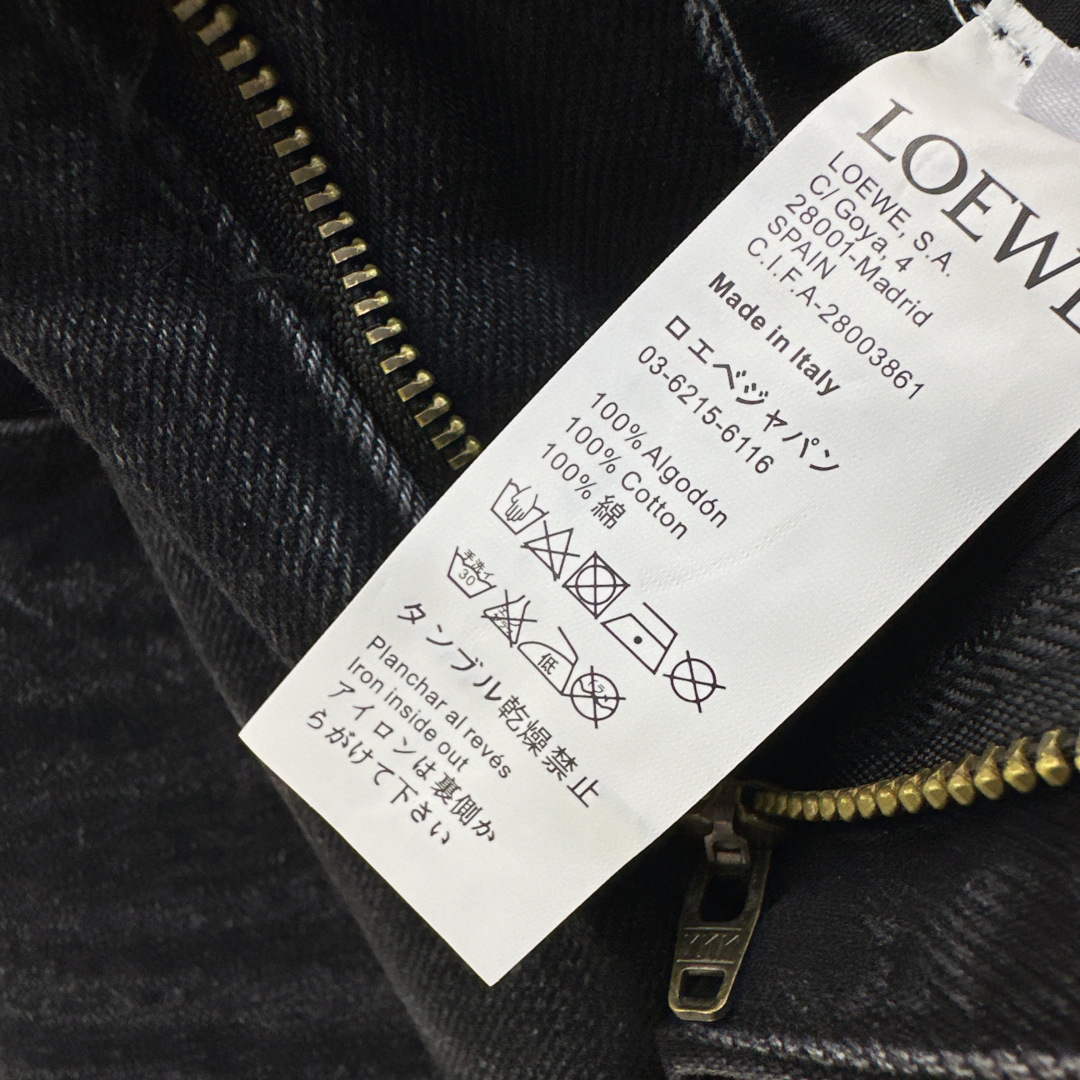 LOEWE
LOEWE, S.A.
C/Goya, 4
28001-Madrid
SPAIN
C.I.F.A-28003861
Made in Italy
ロエベジャパン
03-6215-6116
100% Algodón
100% Cotton
100% 綿
手洗イ
30
低
タンブル乾燥禁止
Planchar al revés
Iron inside out
アイロンは裏側か
らがけて下さい